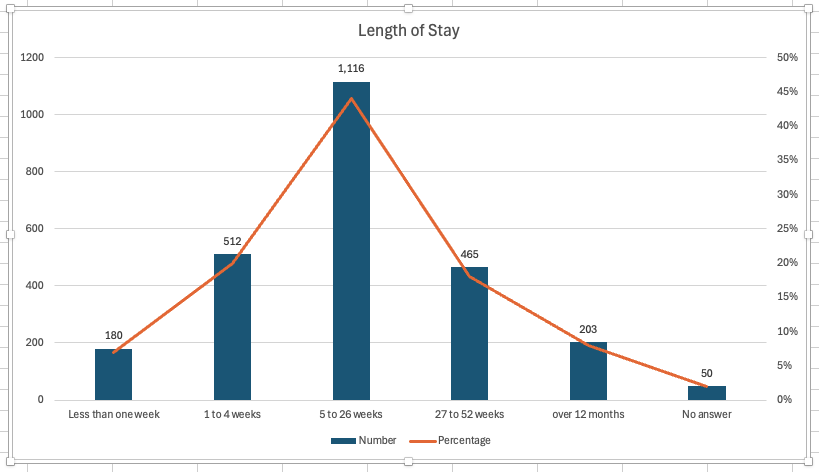 Length of Stay
1200
1000
800
600
400
200
0
50%
45%
40%
35%
30%
25%
20%
15%
10%
5%
0%
180
512
1,116
465
203
50
Less than one week
1 to 4 weeks
5 to 26 weeks
27 to 52 weeks
over 12 months
No answer
Number
Percentage